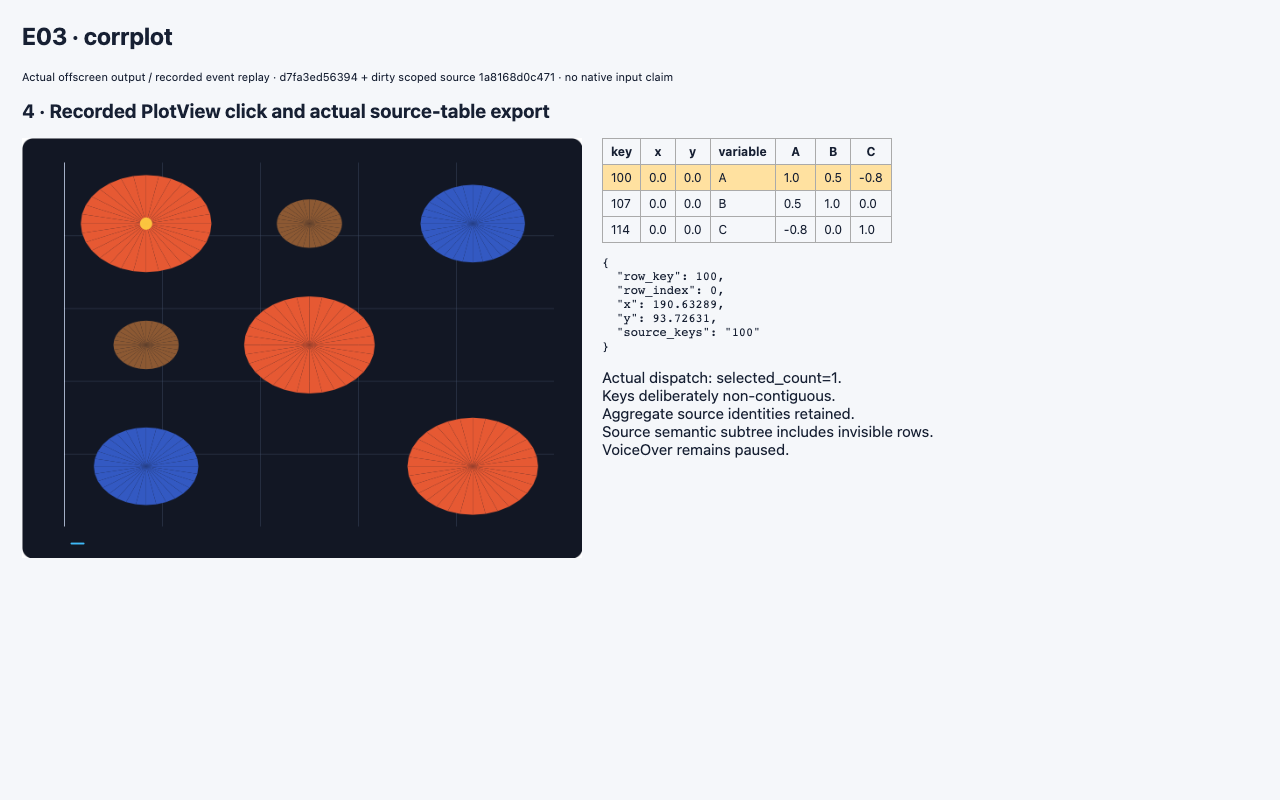 E03 · corrplot
Actual offscreen output / recorded event replay · d7fa3ed56394 + dirty scoped source 1a8168d0c471 · no native input claim
4 · Recorded PlotView click and actual source-table export
key x y variable A B C
100 0.0 0.0 A 1.0 0.5 -0.8
107 0.0 0.0 B 0.5 1.0 0.0
114 0.0 0.0 C -0.8 0.0 1.0
{
"row_key": 100,
"row_index": 0,
"x": 190.63289,
"y": 93.72631,
"source_keys": "100"
}
Actual dispatch: selected_count=1.
Keys deliberately non-contiguous.
Aggregate source identities retained.
Source semantic subtree includes invisible rows.
VoiceOver remains paused.